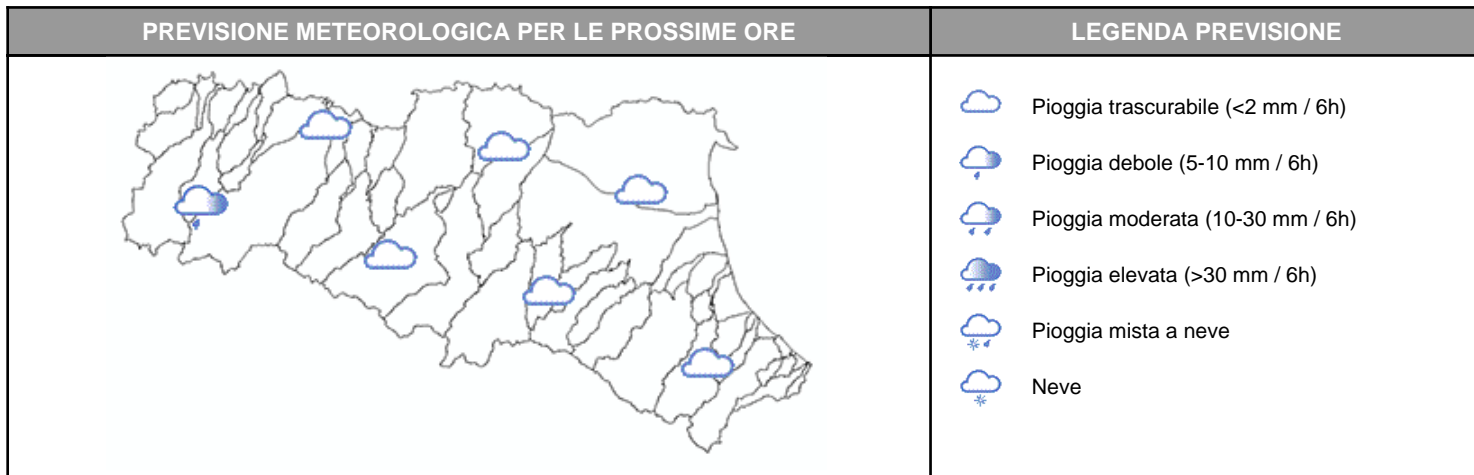 PREVISIONE METEOROLOGICA PER LE PROSSIME ORE
LEGENDA PREVISIONE
Pioggia trascurabile (<2 mm / 6h)
Pioggia debole (5-10 mm / 6h)
Pioggia moderata (10-30 mm / 6h)
Pioggia elevata (>30 mm / 6h)
Pioggia mista a neve
Neve